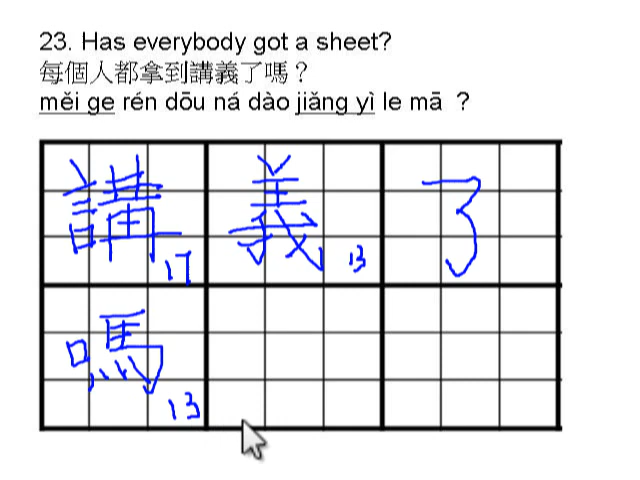 23. Has everybody got a sheet?
每個人都拿到講義了嗎？
měi ge rén dōu ná dào jiǎng yì le mā ？
講 義 了
17 13
嗎
13